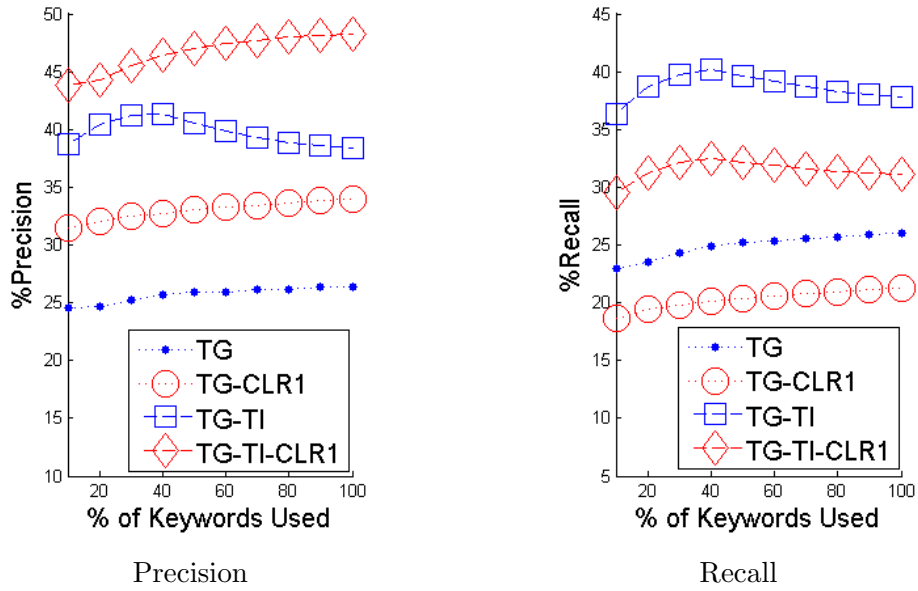 50
45
40
35
30
25
20
15
10
%Precision
TG
TG-CLR1
TG-TI
TG-TI-CLR1
20 40 60 80 100
% of Keywords Used
Precision
45
40
35
30
25
20
15
10
5
%Recall
TG
TG-CLR1
TG-TI
TG-TI-CLR1
20 40 60 80 100
% of Keywords Used
Recall